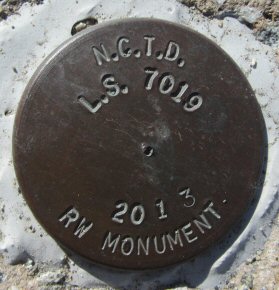 N.C.T.D.
L.S. 7019
2013
RW MONUMENT.